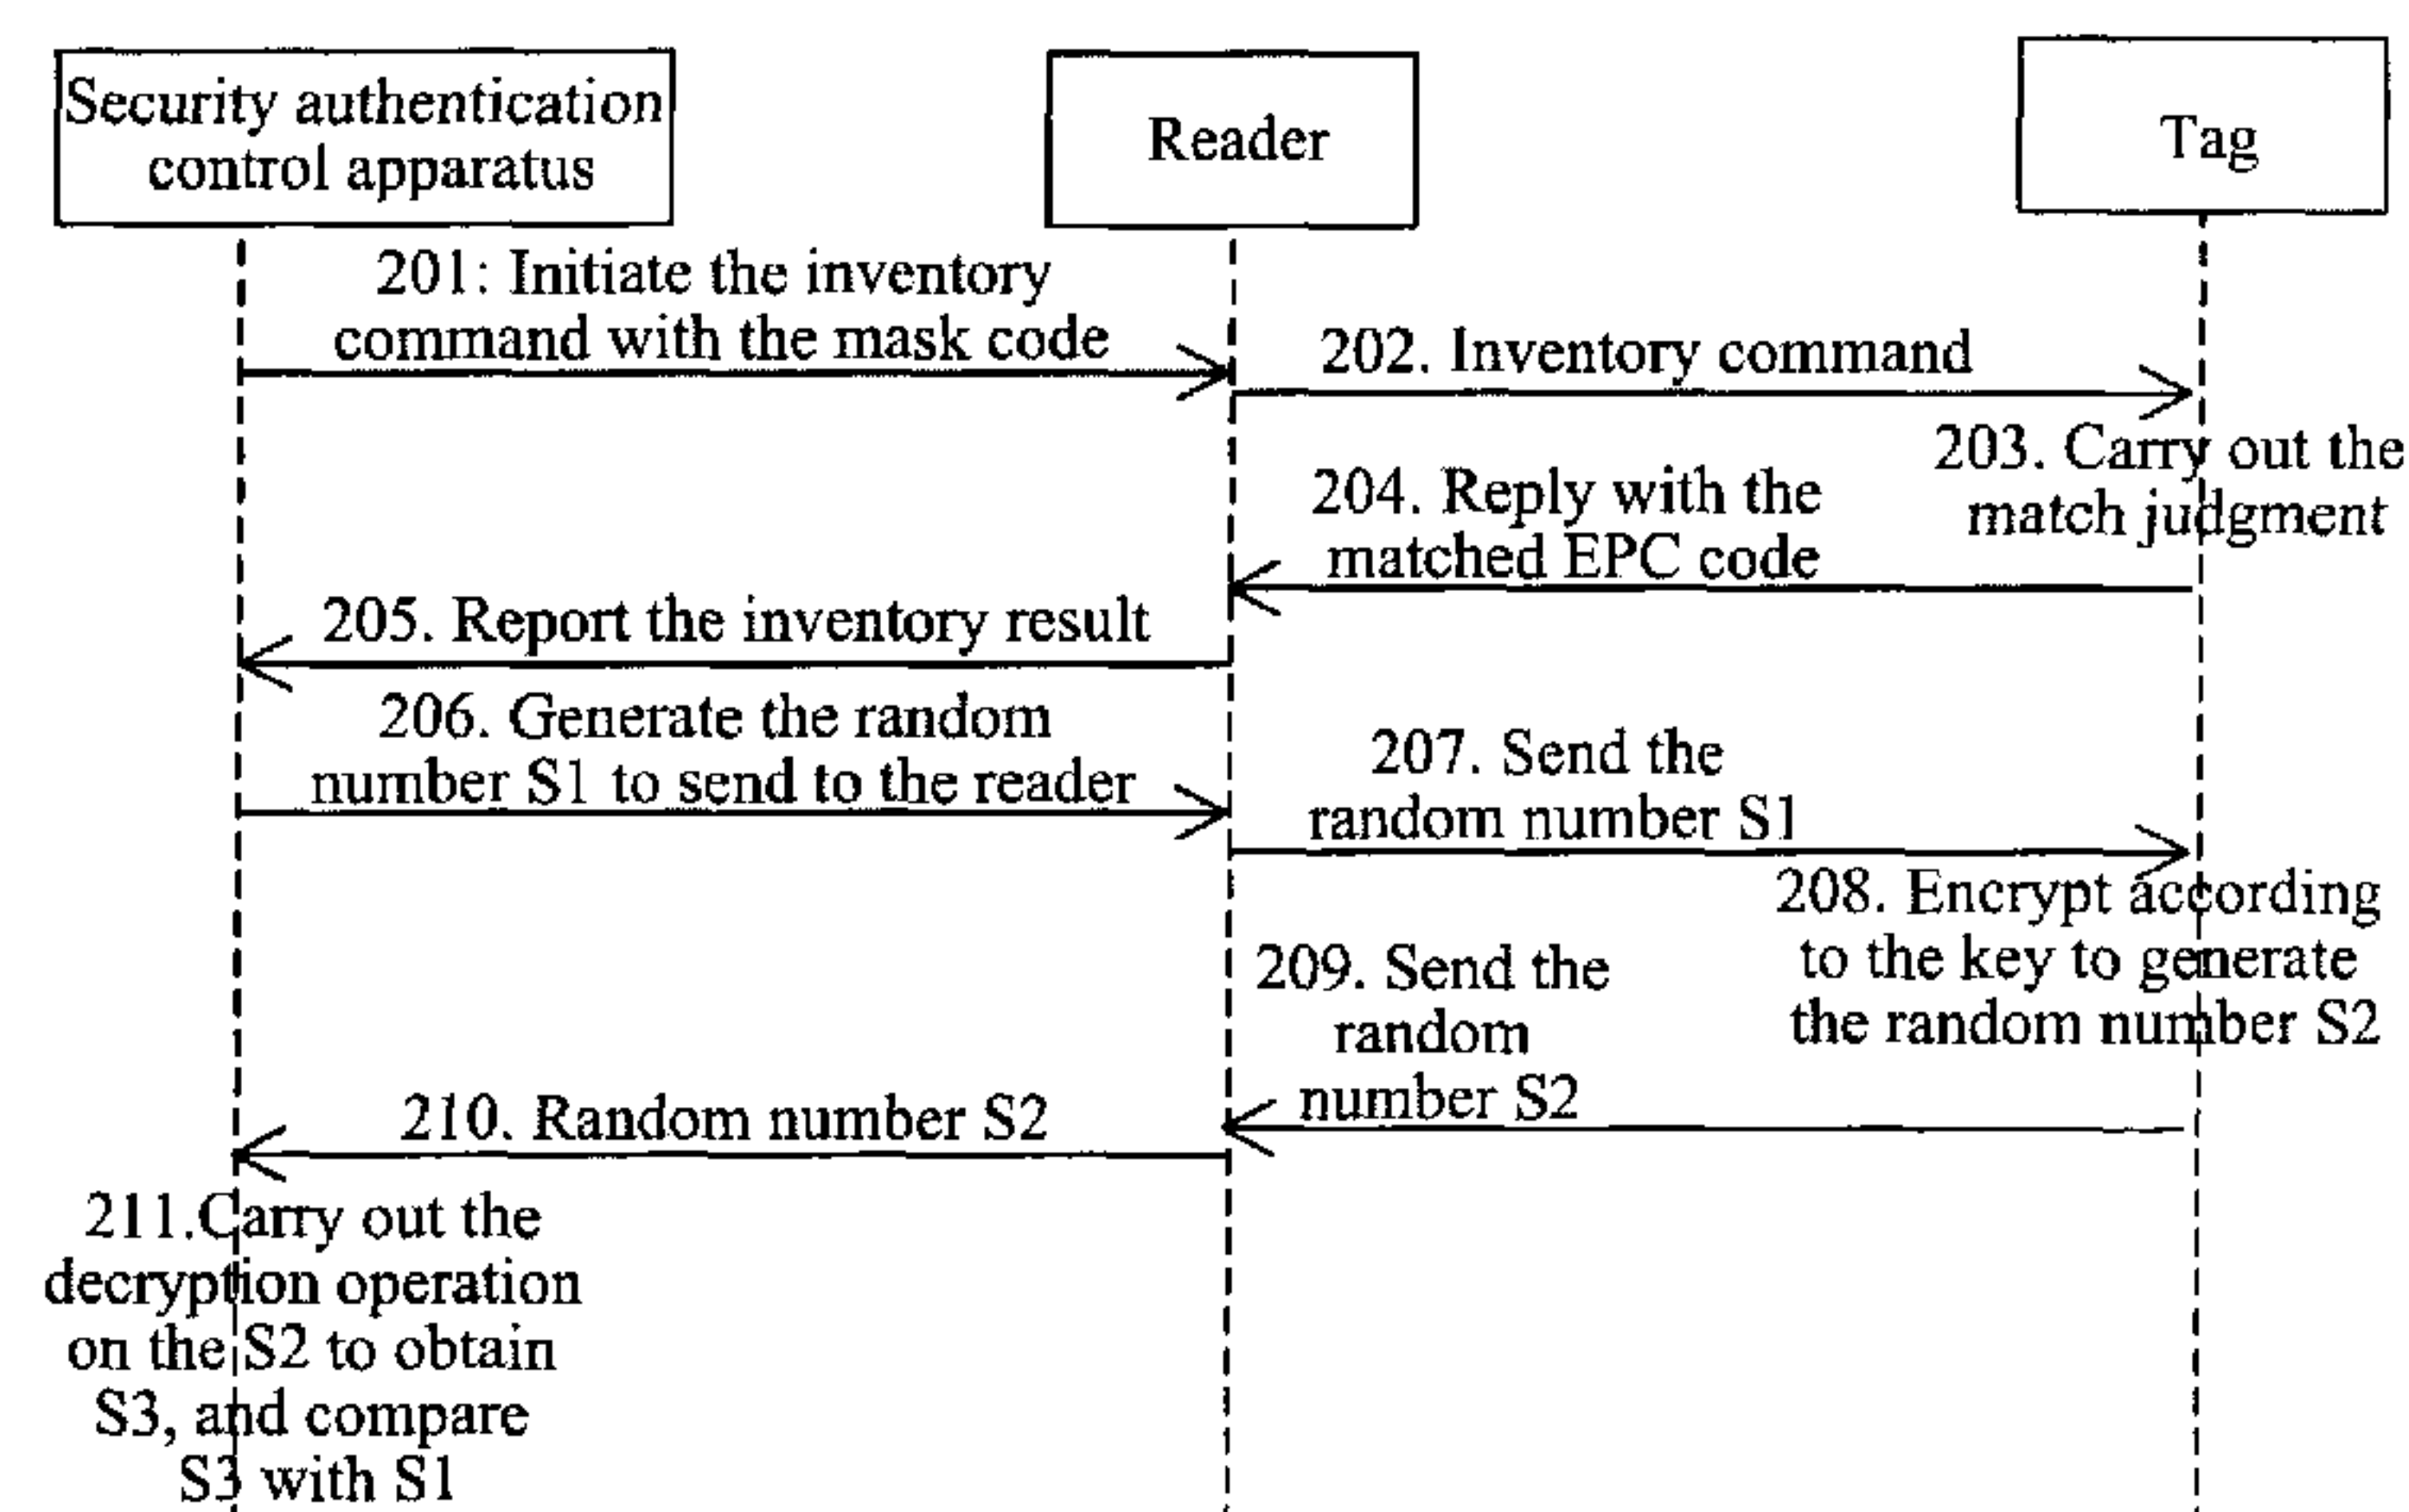 Security authentication
control apparatus
Reader
Tag
201: Initiate the inventory
command with the mask code
202. Inventory command
203. Carry out the
match judgment
204. Reply with the
matched EPC code
205. Report the inventory result
206. Generate the random
number S1 to send to the reader
207. Send the
random number S1
208. Encrypt according
to the key to generate
the random number S2
209. Send the
random
number S2
210. Random number S2
211.Carry out the
decryption operation
on the S2 to obtain
S3, and compare
S3 with S1